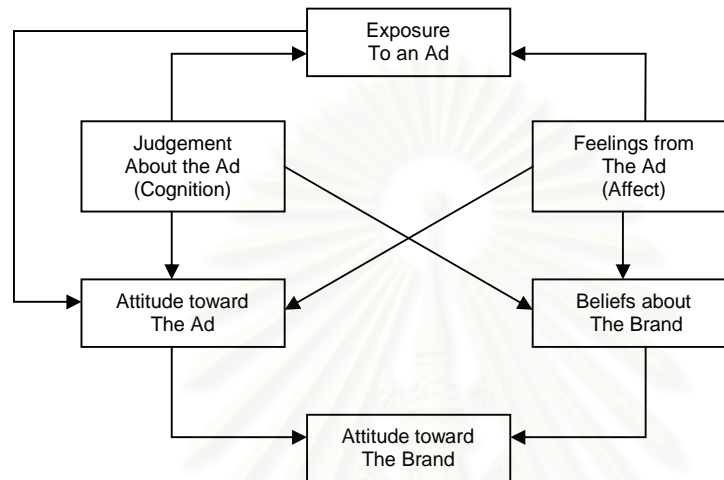 Exposure
To an Ad
Judgement
About the Ad
(Cognition)
Feelings from
The Ad
(Affect)
Attitude toward
The Ad
Beliefs about
The Brand
Attitude toward
The Brand